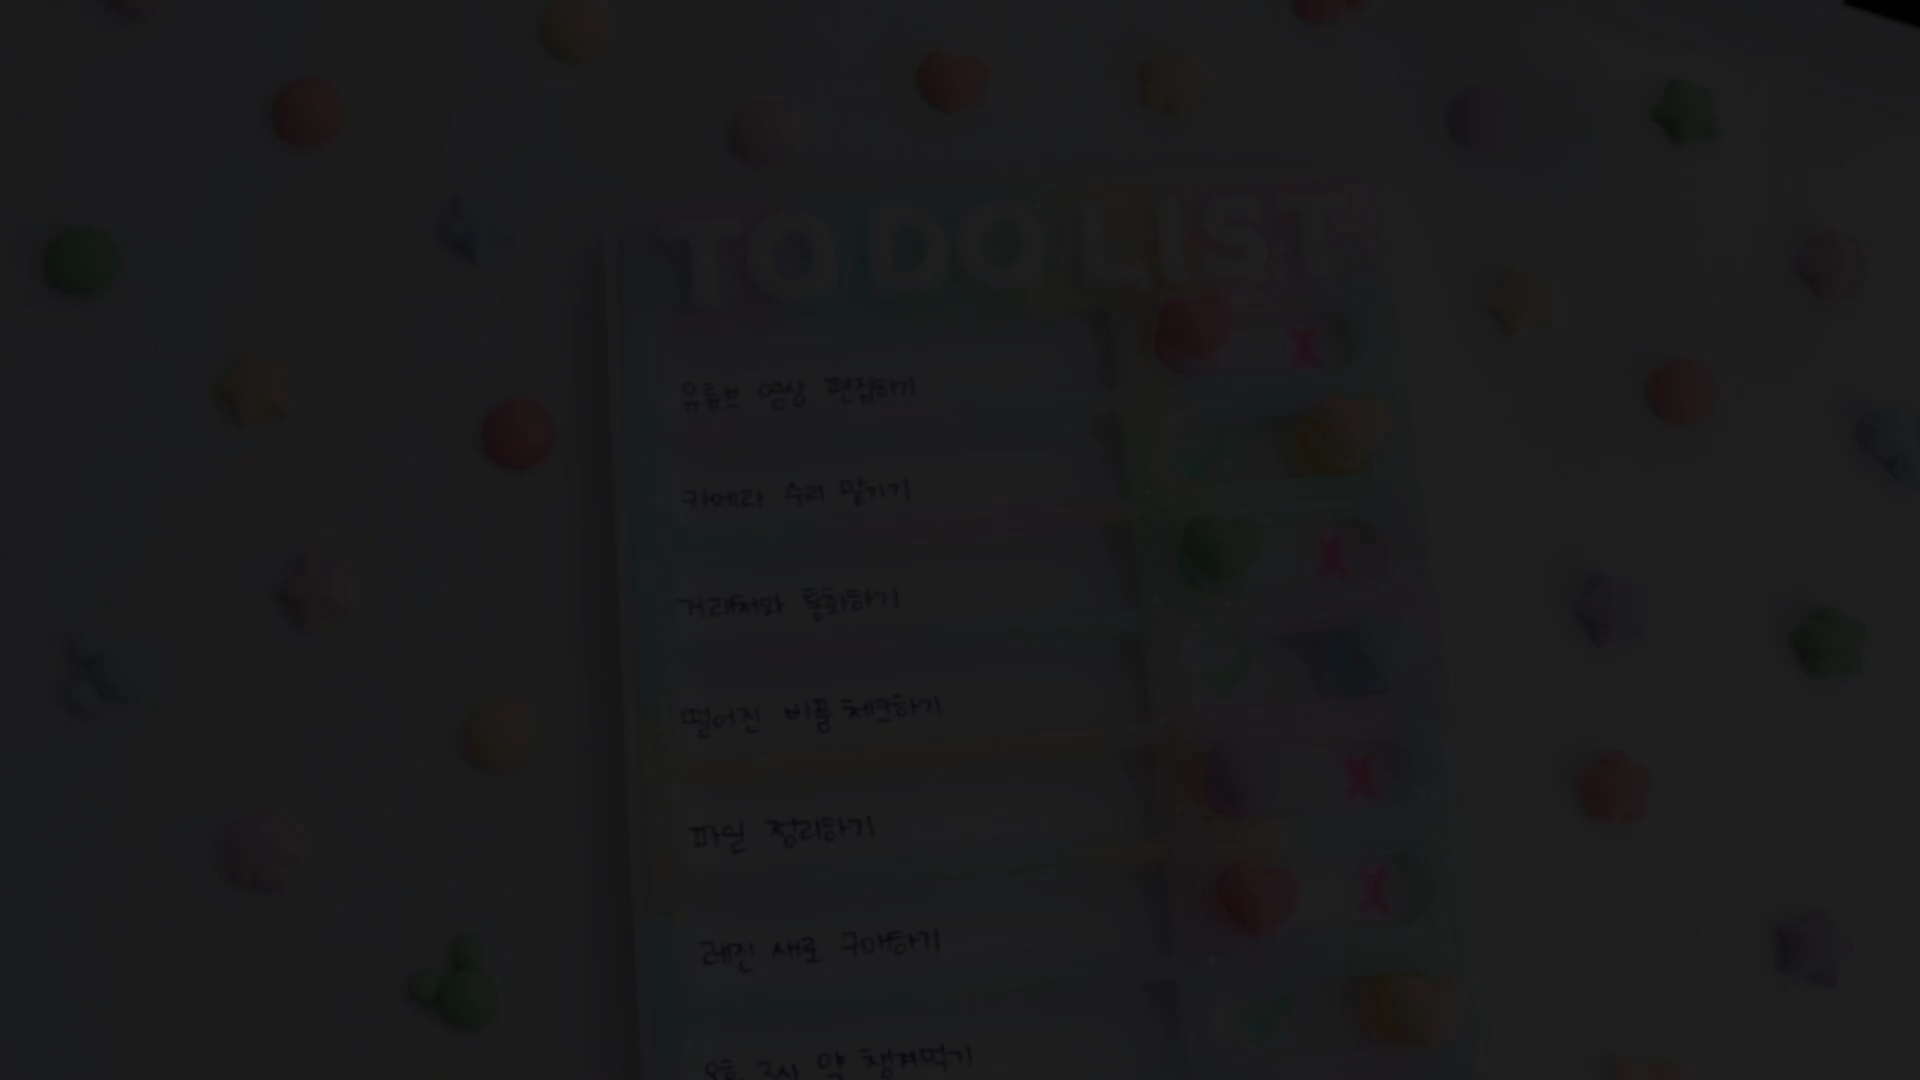 TO DO LIST
유튜브 영상 편집하기
카메라 수리 맡기기
거래처와 통화하기
떨어진 비품 체크하기
파일 정리하기
레진 새로 구매하기
오후 2시 약 챙겨먹기